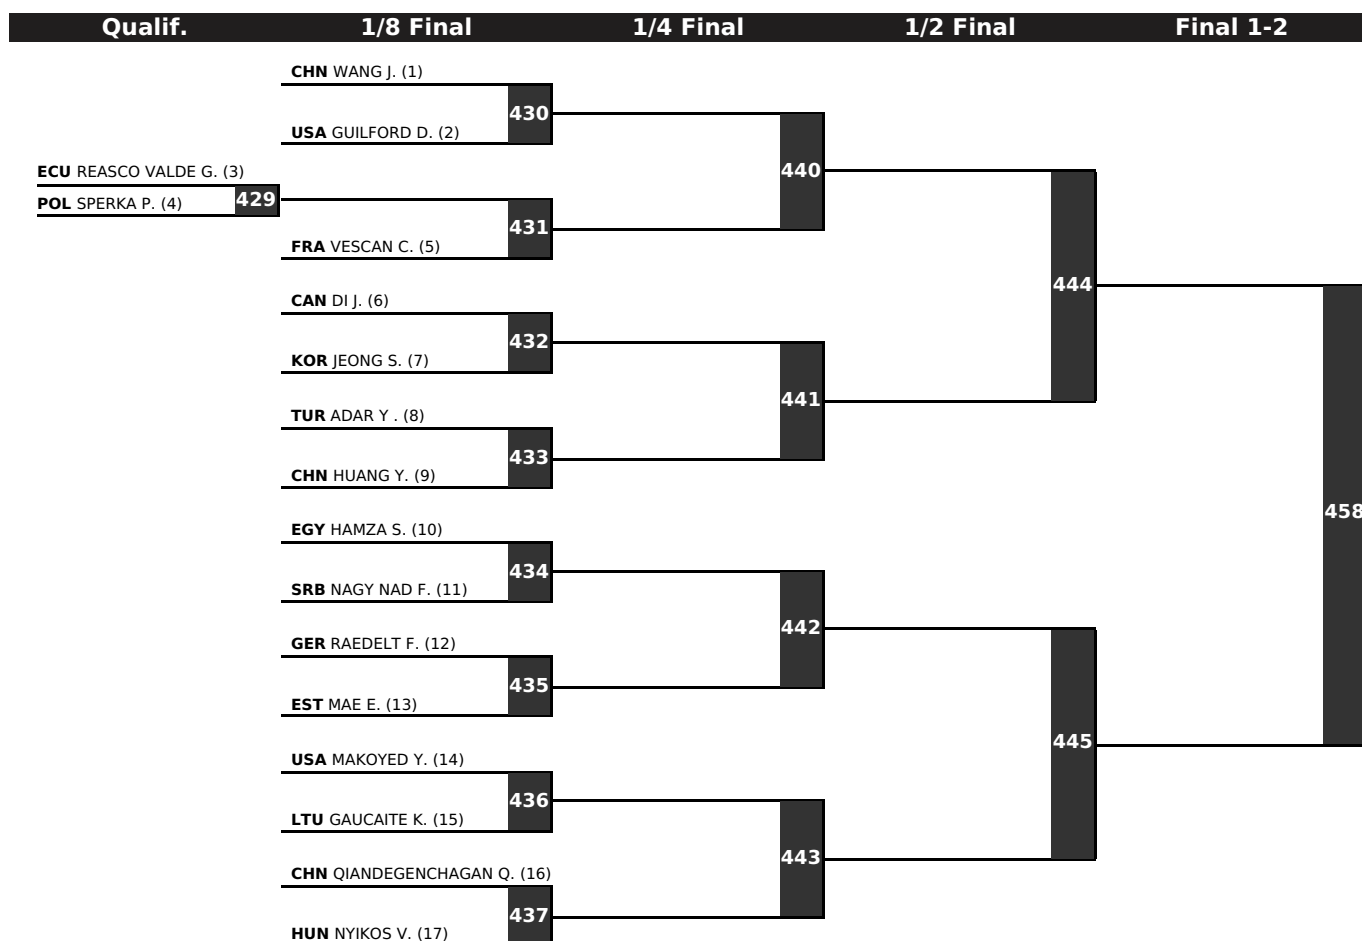 Qualif. 1/8 Final 1/4 Final 1/2 Final Final 1-2
CHN WANG J. (1)
430
USA GUILFORD D. (2)
ECU REASCO VALDE G. (3)
440
POL SPERKA P. (4) 429
431
FRA VESCAN C. (5)
444
CAN DI J. (6)
432
KOR JEONG S. (7)
441
TUR ADAR Y . (8)
433
CHN HUANG Y. (9)
458
EGY HAMZA S. (10)
434
SRB NAGY NAD F. (11)
442
GER RAEDELT F. (12)
435
EST MAE E. (13)
445
USA MAKOYED Y. (14)
436
LTU GAUCAITE K. (15)
443
CHN QIANDEGENCHAGAN Q. (16)
437
HUN NYIKOS V. (17)